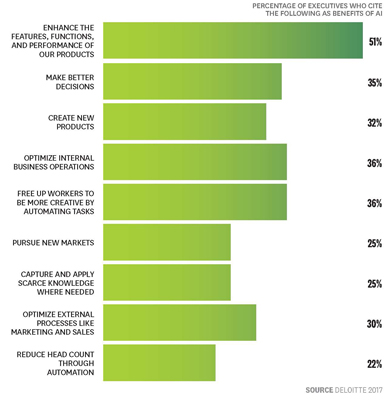 PERCENTAGE OF EXECUTIVES WHO CITE
THE FOLLOWING AS BENEFITS OF AI
ENHANCE THE
FEATURES, FUNCTIONS,
AND PERFORMANCE OF
OUR PRODUCTS
51%
MAKE BETTER
DECISIONS
35%
CREATE NEW
PRODUCTS
32%
OPTIMIZE INTERNAL
BUSINESS OPERATIONS
36%
FREE UP WORKERS TO
BE MORE CREATIVE BY
AUTOMATING TASKS
36%
PURSUE NEW MARKETS
25%
CAPTURE AND APPLY
SCARCE KNOWLEDGE
WHERE NEEDED
25%
OPTIMIZE EXTERNAL
PROCESSES LIKE
MARKETING AND SALES
30%
REDUCE HEAD COUNT
THROUGH
AUTOMATION
22%
SOURCE DELOITTE 2017